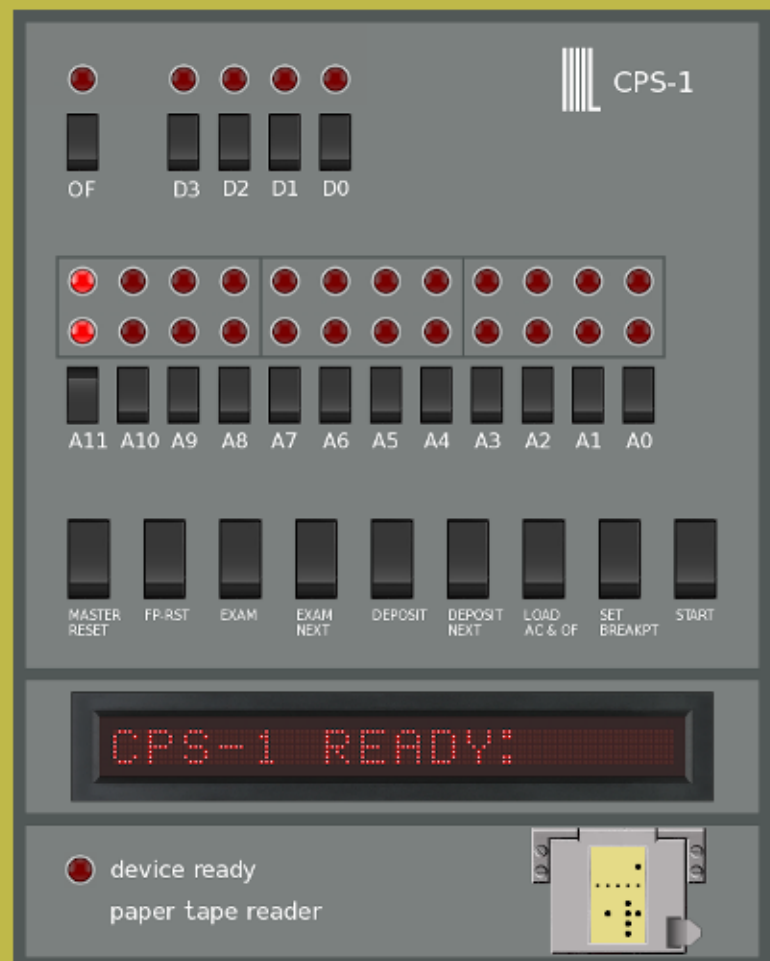 CPS-1
OF D3 D2 D1 D0
A11 A10 A9 A8 A7 A6 A5 A4 A3 A2 A1 A0
MASTER RESET FP-RST EXAM EXAM NEXT DEPOSIT DEPOSIT NEXT LOAD AC & OF SET BREAKPT START
CPS-1 READY:
device ready
paper tape reader